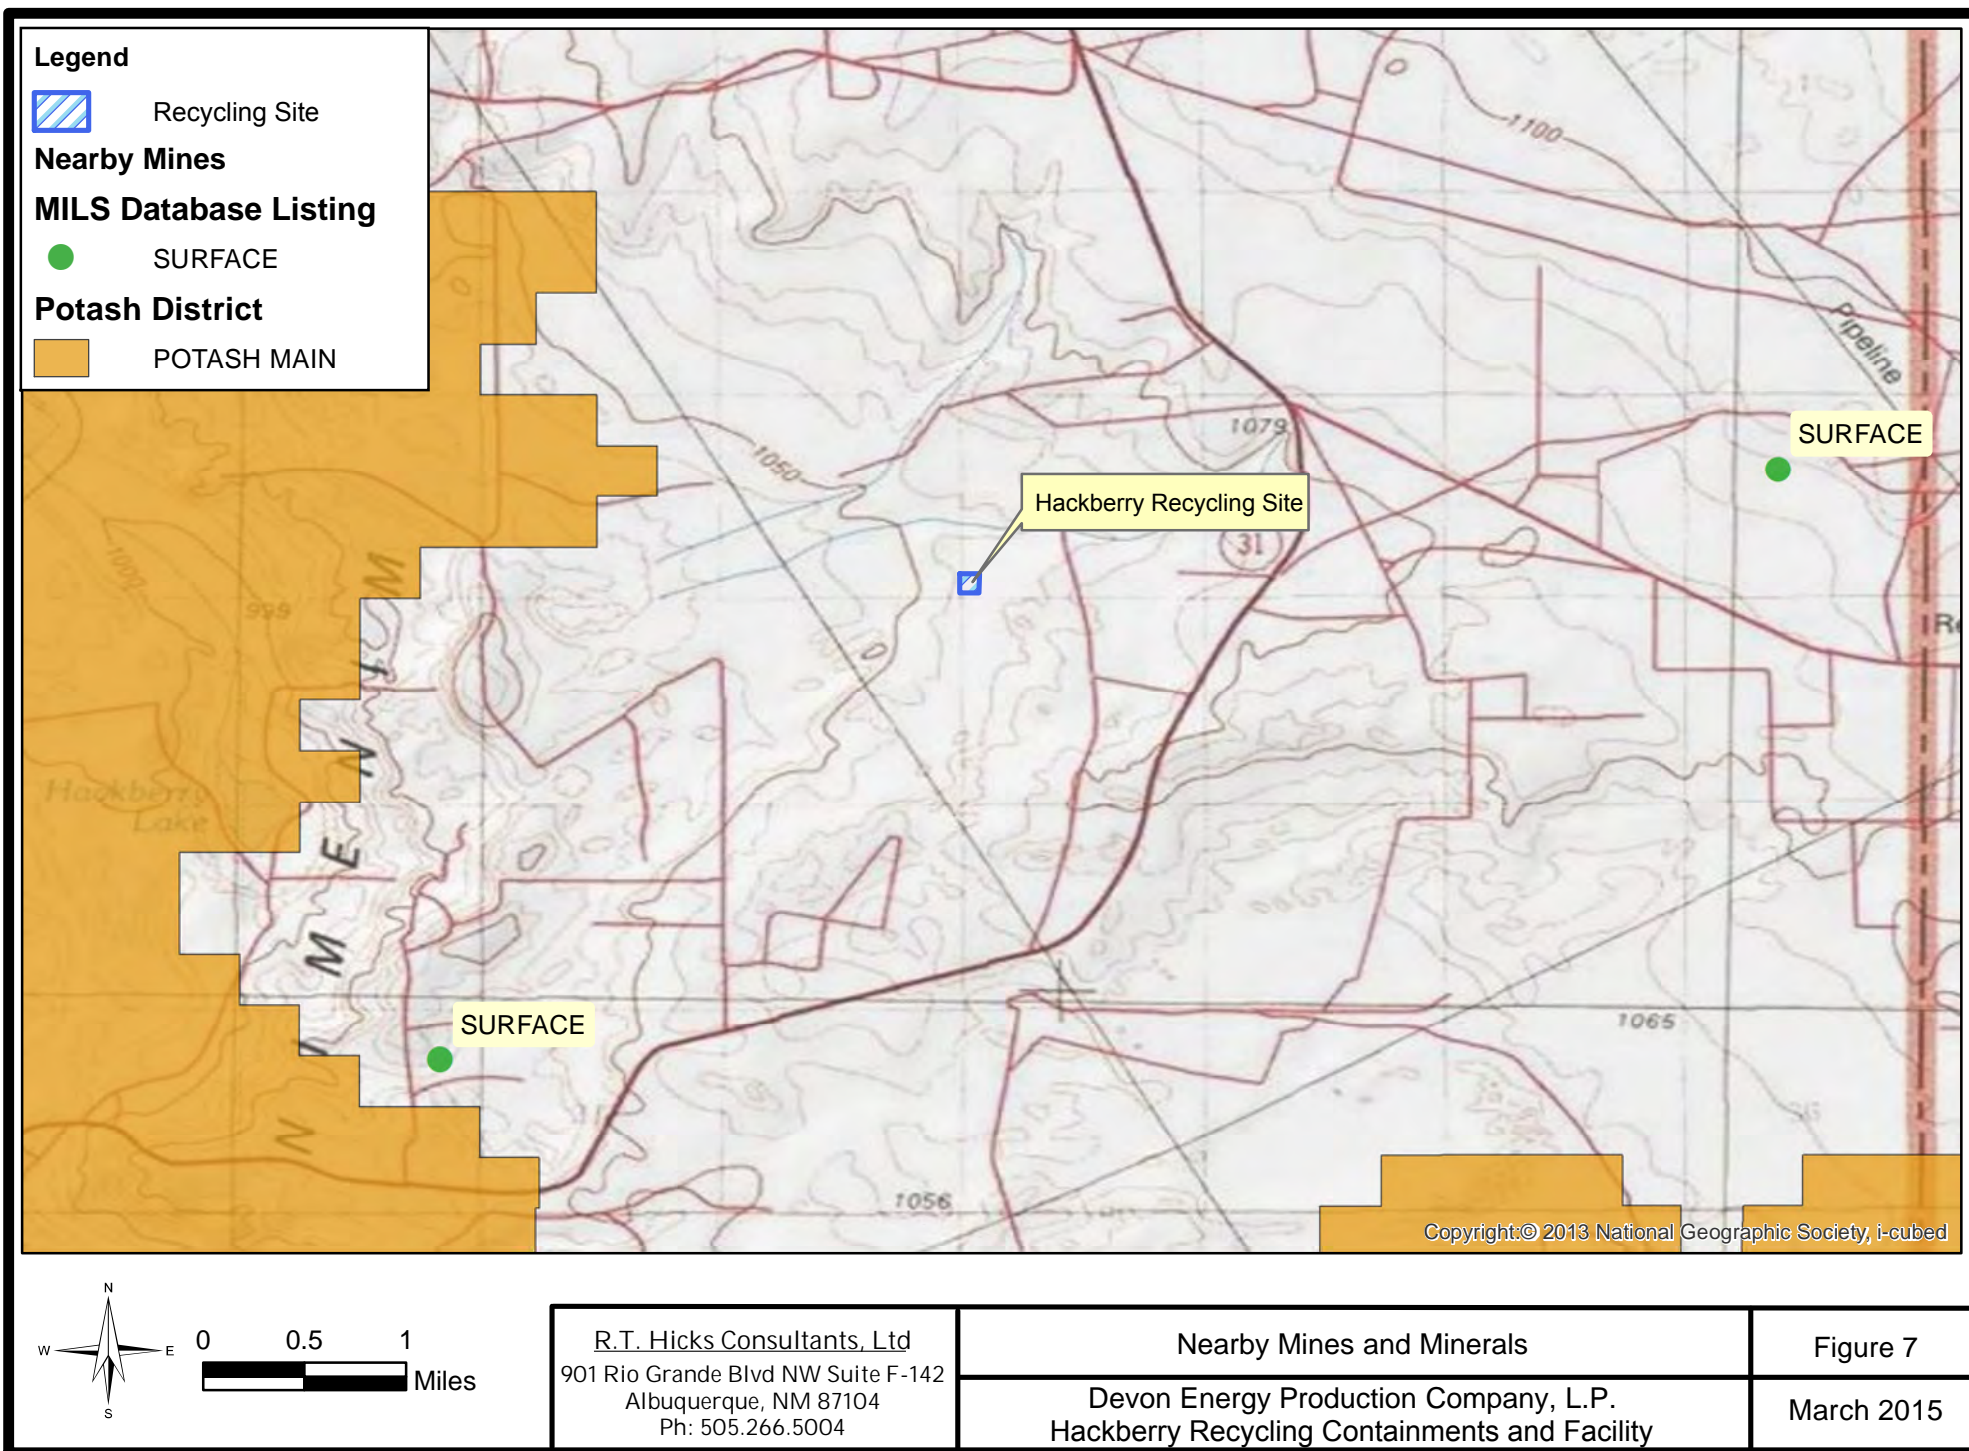 Legend
Recycling Site
Nearby Mines
MILS Database Listing
SURFACE
Potash District
POTASH MAIN
1100
Pipeline
1079
SURFACE
1050
Hackberry Recycling Site
31
1000
999
Hackberry
Lake
N I M E N I M
SURFACE
1065
1056
Copyright:© 2013 National Geographic Society, i-cubed
N
W
E
S
0 0.5 1
Miles
R.T. Hicks Consultants, Ltd
901 Rio Grande Blvd NW Suite F-142
Albuquerque, NM 87104
Ph: 505.266.5004
Nearby Mines and Minerals
Devon Energy Production Company, L.P.
Hackberry Recycling Containments and Facility
Figure 7
March 2015